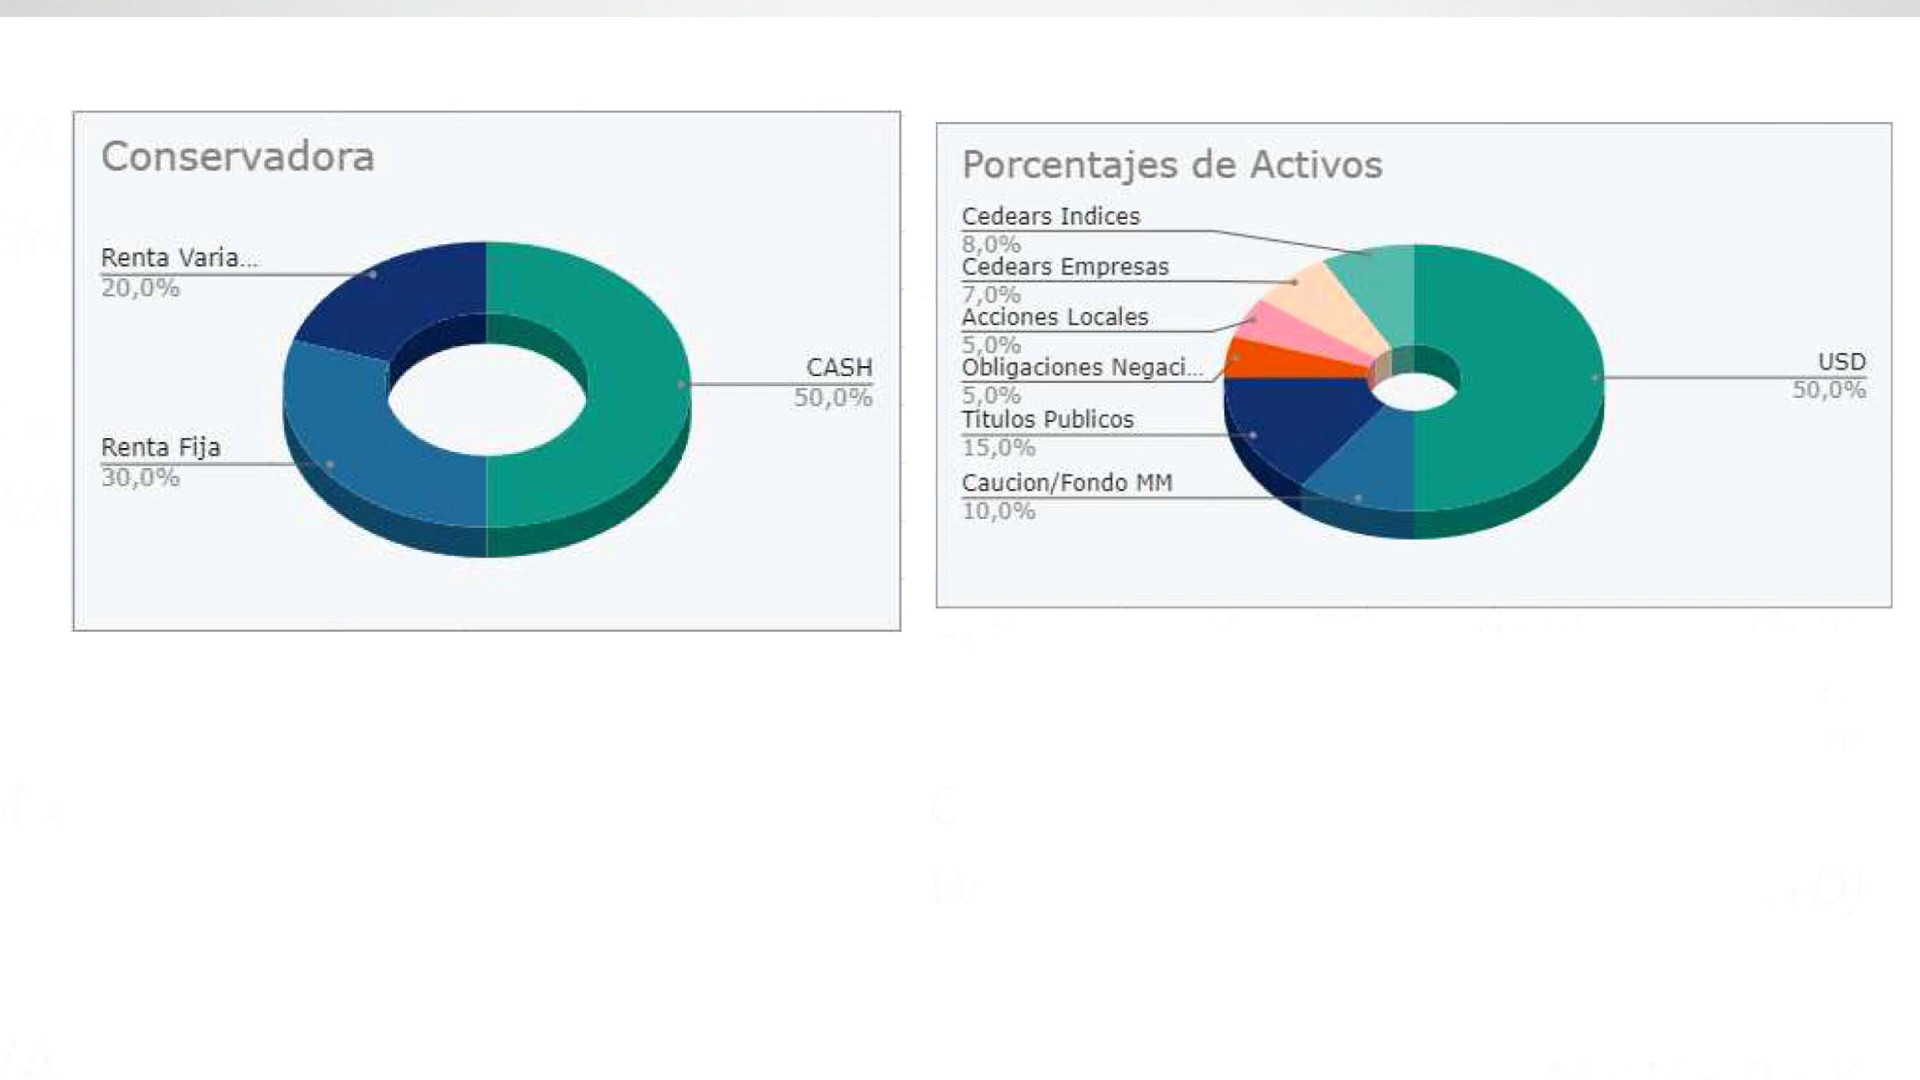 Conservadora
Renta Varia...
20,0%
CASH
50,0%
Renta Fija
30,0%
Porcentajes de Activos
Cedears Indices
8,0%
Cedears Empresas
7,0%
Acciones Locales
5,0%
Obligaciones Negaci...
5,0%
Titulos Publicos
15,0%
Caucion/Fondo MM
10,0%
USD
50,0%